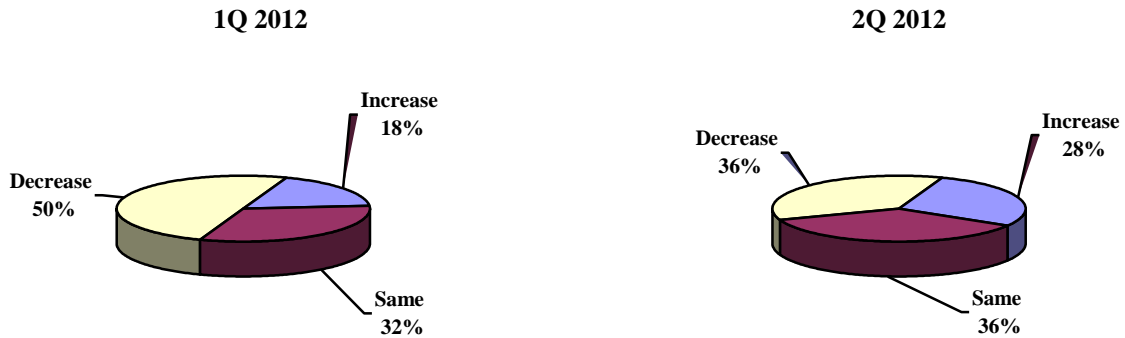 1Q 2012
Increase
18%
Decrease
50%
Same
32%
2Q 2012
Increase
28%
Decrease
36%
Same
36%